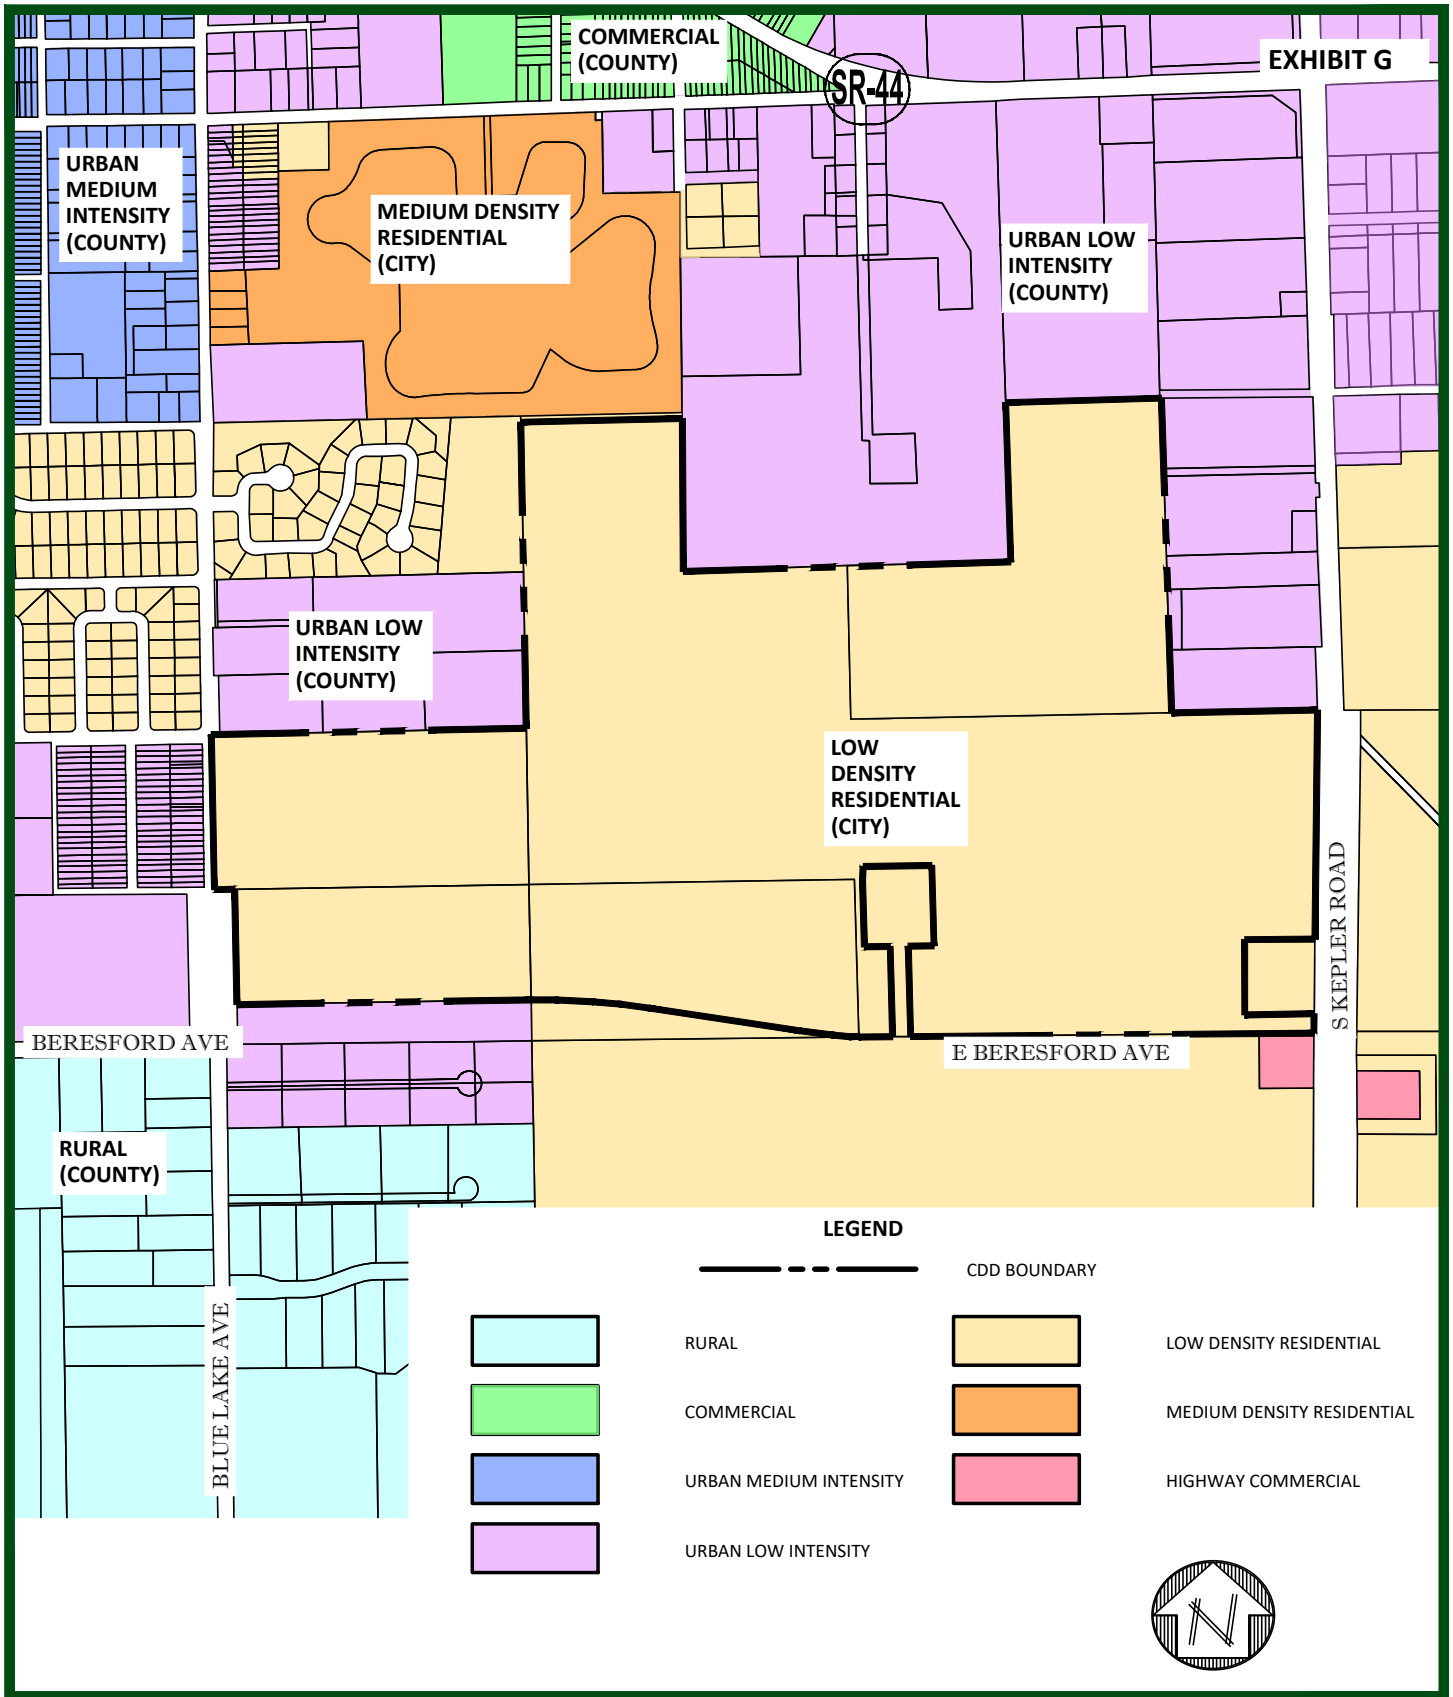 COMMERCIAL
(COUNTY)
EXHIBIT G
SR-44
URBAN
MEDIUM
INTENSITY
(COUNTY)
MEDIUM DENSITY
RESIDENTIAL
(CITY)
URBAN LOW
INTENSITY
(COUNTY)
URBAN LOW
INTENSITY
(COUNTY)
LOW
DENSITY
RESIDENTIAL
(CITY)
S KEPLER ROAD
BERESFORD AVE
E BERESFORD AVE
RURAL
(COUNTY)
BLUE LAKE AVE
LEGEND
CDD BOUNDARY
RURAL
LOW DENSITY RESIDENTIAL
COMMERCIAL
MEDIUM DENSITY RESIDENTIAL
URBAN MEDIUM INTENSITY
HIGHWAY COMMERCIAL
URBAN LOW INTENSITY
N